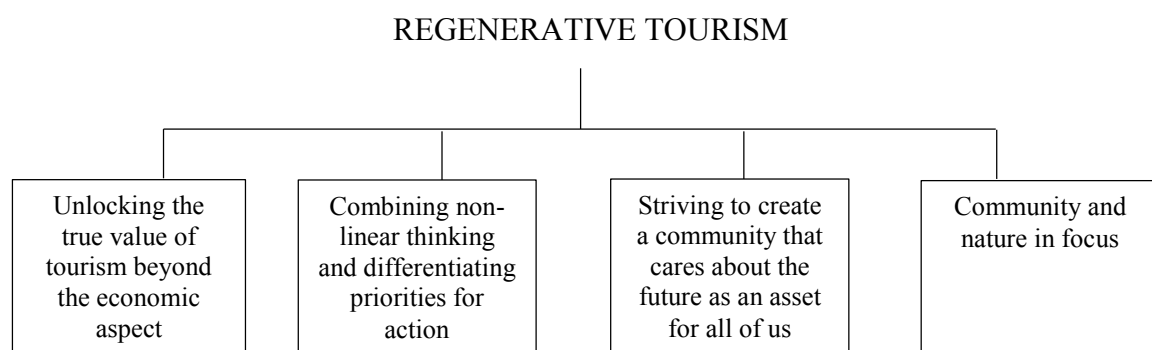 REGENERATIVE TOURISM
Unlocking the
true value of
tourism beyond
the economic
aspect
Combining non-
linear thinking
and differentiating
priorities for
action
Striving to create
a community that
cares about the
future as an asset
for all of us
Community and
nature in focus